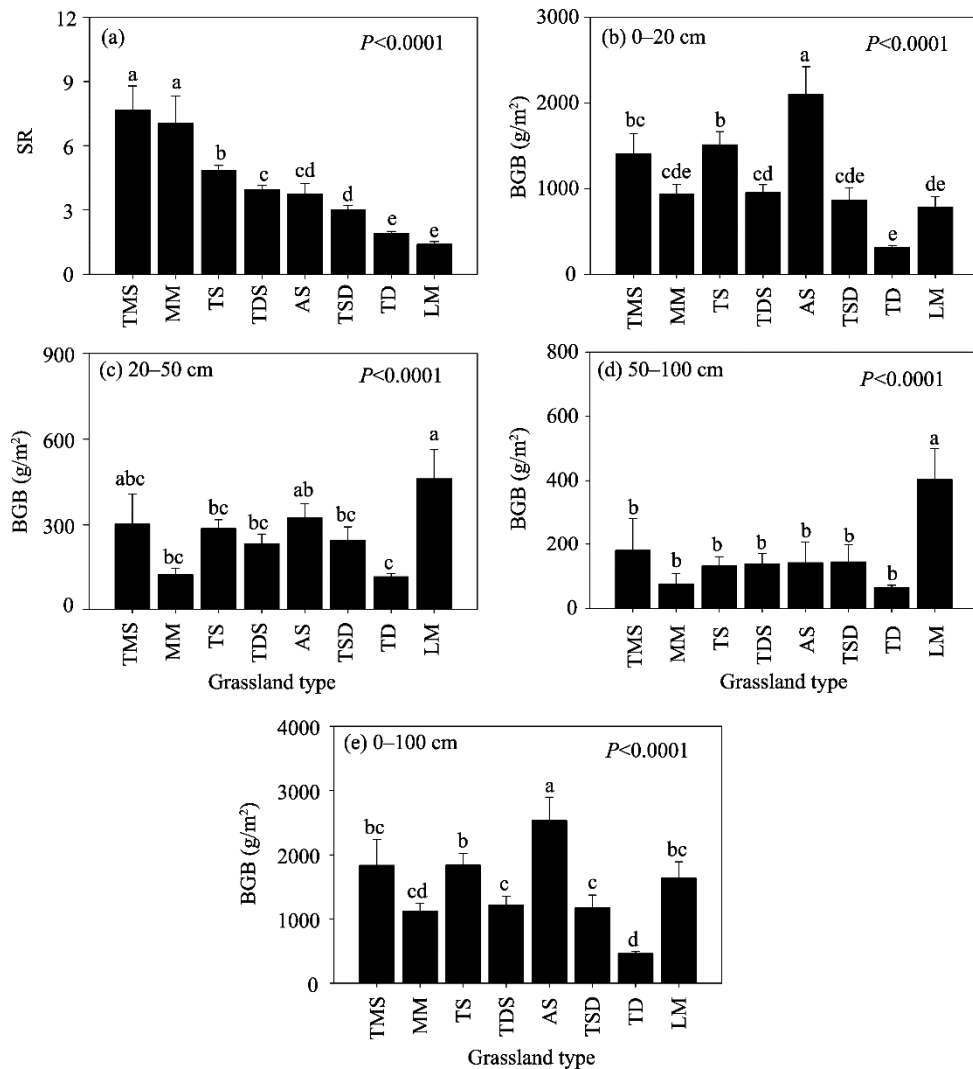 (a)
P<0.0001
12
9
6
3
0
SR
a
a
b
c
cd
d
e
e
TMS
MM
TS
TDS
AS
TSD
TD
LM
(b) 0–20 cm
P<0.0001
3000
2000
1000
0
BGB (g/m²)
bc
cde
b
cd
a
cde
e
de
TMS
MM
TS
TDS
AS
TSD
TD
LM
(c) 20–50 cm
P<0.0001
900
600
300
0
BGB (g/m²)
abc
bc
bc
bc
ab
bc
c
a
TMS
MM
TS
TDS
AS
TSD
TD
LM
Grassland type
(d) 50–100 cm
P<0.0001
800
600
400
200
0
BGB (g/m²)
b
b
b
b
b
b
b
a
TMS
MM
TS
TDS
AS
TSD
TD
LM
Grassland type
(e) 0–100 cm
P<0.0001
4000
3000
2000
1000
0
BGB (g/m²)
bc
cd
b
c
a
c
d
bc
TMS
MM
TS
TDS
AS
TSD
TD
LM
Grassland type